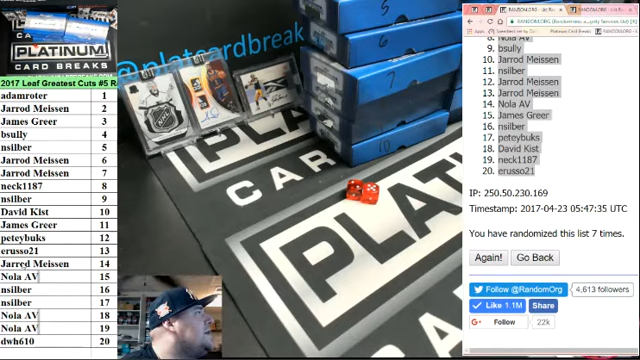 PLATINUM
CARD BREAKS
2017 Leaf Greatest Cuts #5 R
adamroter 1
Jarrod Meissen 2
James Greer 3
bsully 4
nsilber 5
Jarrod Meissen 6
Jarrod Meissen 7
neck1187 8
nsilber 9
David Kist 10
James Greer 11
peteybuks 12
erusso21 13
Jarrod Meissen 14
Nola AV 15
nsilber 16
nsilber 17
Nola AV 18
Nola AV 19
dwh610 20
@platcardbreak
NHL
5
6
7
10
PLATINUM
CAR
8. Nola AV
9. bsully
10. Jarrod Meissen
11. nsilber
12. Jarrod Meissen
13. Jarrod Meissen
14. Nola AV
15. James Greer
16. nsilber
17. peteybuks
18. David Kist
19. neck1187
20. erusso21
IP: 250.50.230.169
Timestamp: 2017-04-23 05:47:35 UTC
You have randomized this list 7 times.
Again!
Go Back
Follow @RandomOrg
4,613 followers
Like 1.1M
Share
G+ Follow
22k